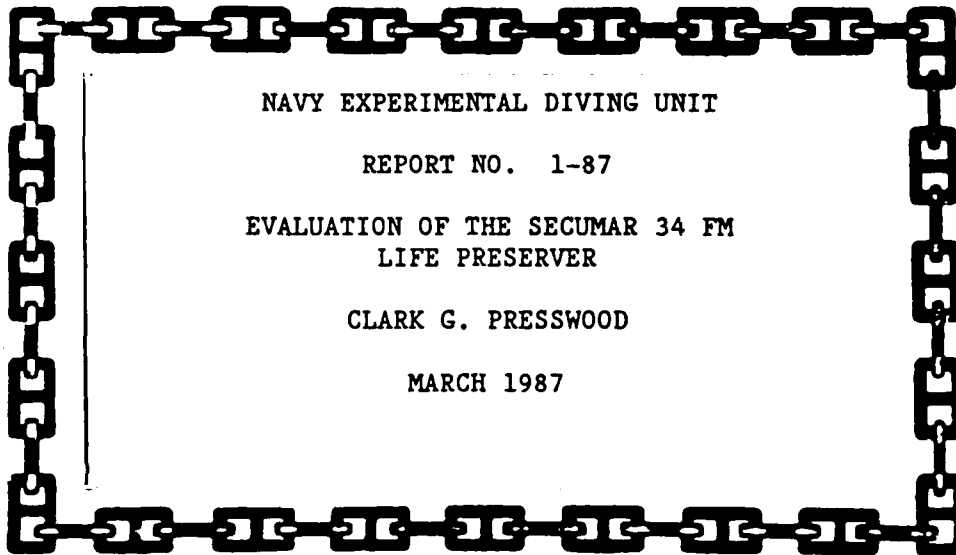 NAVY EXPERIMENTAL DIVING UNIT
REPORT NO. 1-87
EVALUATION OF THE SECUMAR 34 FM
LIFE PRESERVER
CLARK G. PRESSWOOD
MARCH 1987